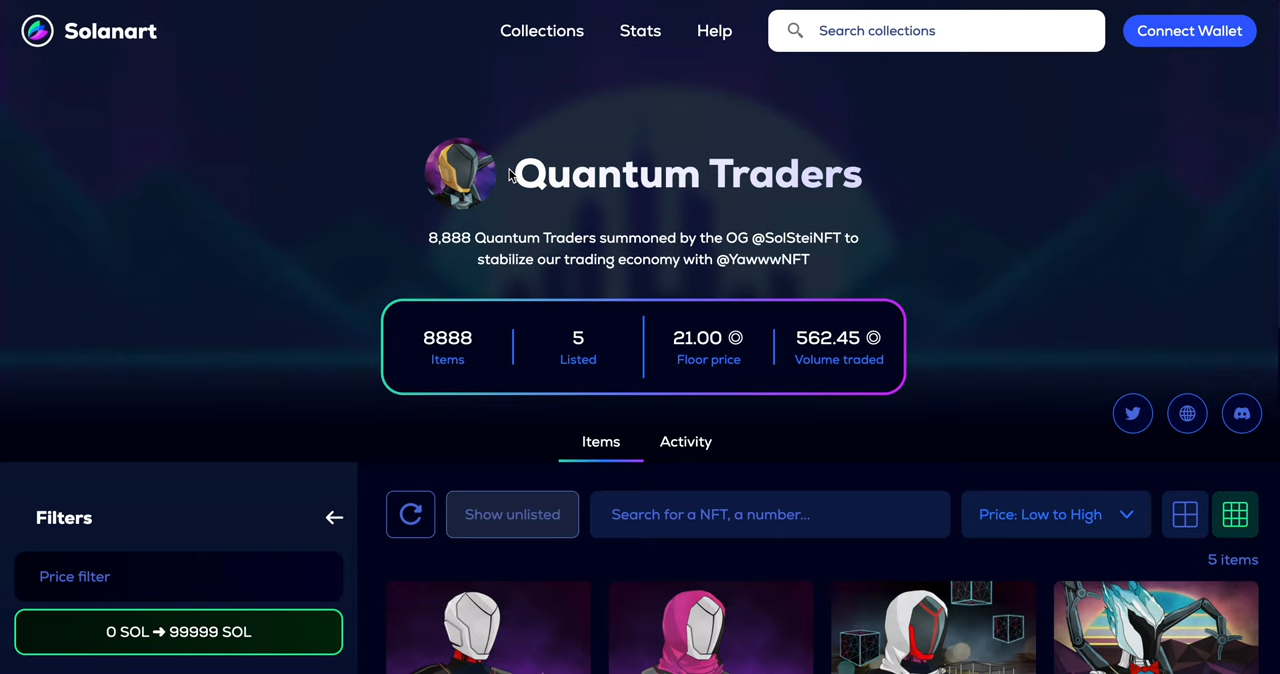 Solanart
Collections
Stats
Help
Search collections
Connect Wallet
Quantum Traders
8,888 Quantum Traders summoned by the OG @SolSteiNFT to
stabilize our trading economy with @YawwwNFT
8888
Items
5
Listed
21.00
Floor price
562.45
Volume traded
Items
Activity
Filters
Show unlisted
Search for a NFT, a number...
Price: Low to High
5 items
Price filter
0 SOL ➔ 99999 SOL